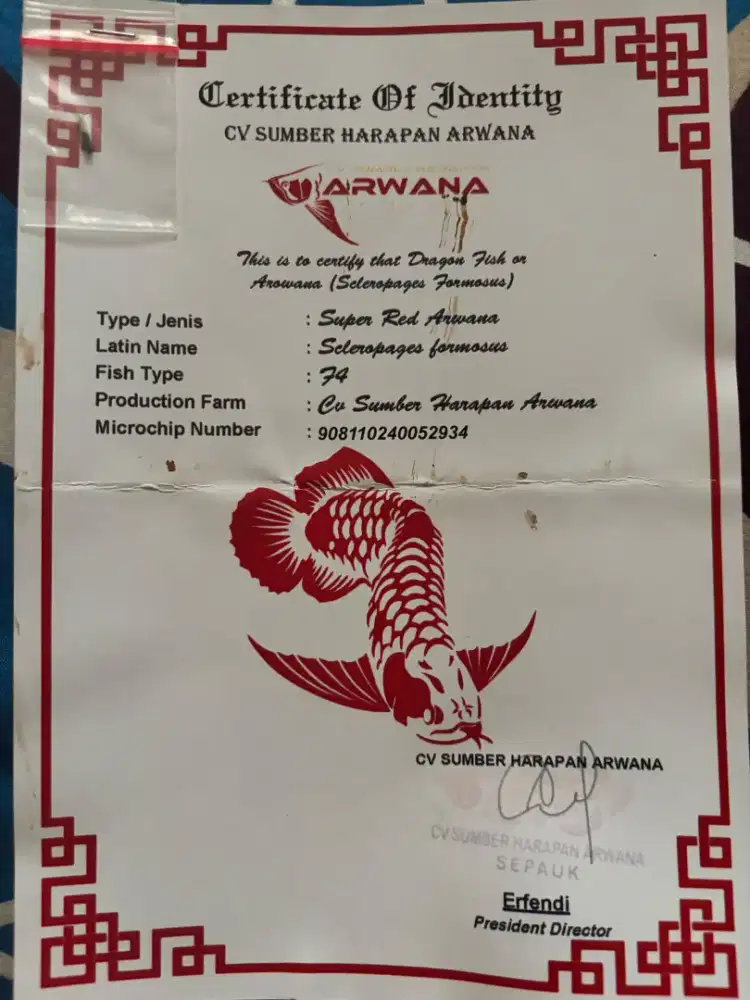 Certificate Of Identity
CV SUMBER HARAPAN ARWANA
ARWANA
This is to certify that Dragon Fish or
Arowana (Scleropages Formosus)
Type / Jenis : Super Red Arwana
Latin Name : Scleropages formosus
Fish Type : F4
Production Farm : Cv Sumber Harapan Arwana
Microchip Number : 908110240052934
CV SUMBER HARAPAN ARWANA
CV SUMBER HARAPAN ARWANA
SEPAUK
Erfendi
President Director